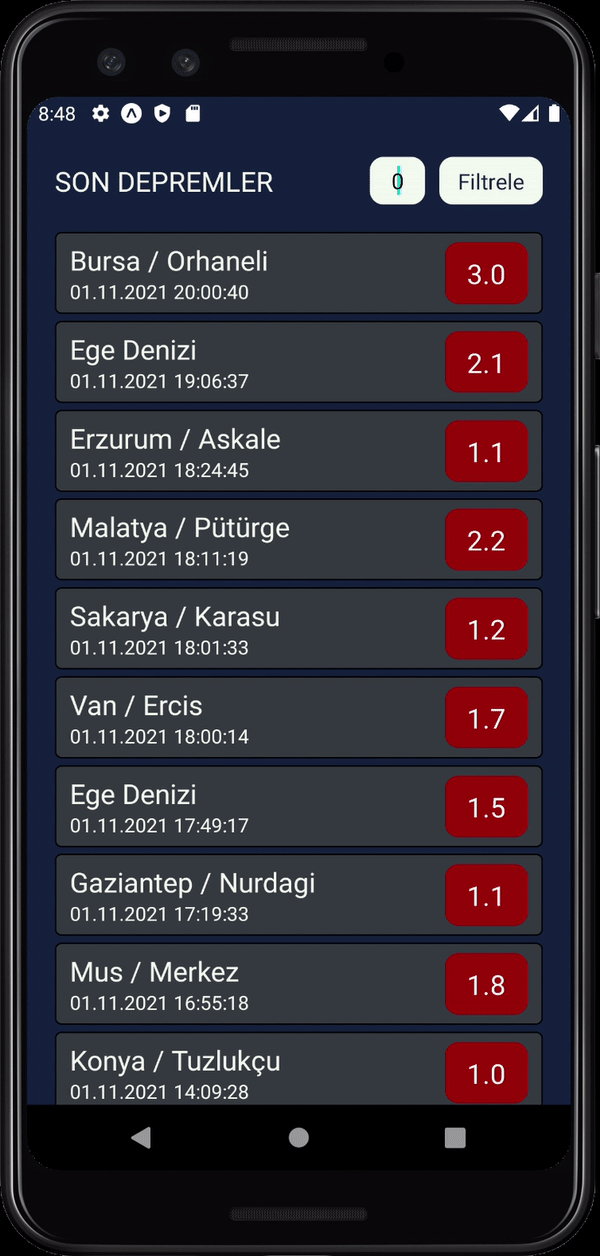 8:48
SON DEPREMLER
0
Filtrele
Bursa / Orhaneli
01.11.2021 20:00:40
3.0
Ege Denizi
01.11.2021 19:06:37
2.1
Erzurum / Askale
01.11.2021 18:24:45
1.1
Malatya / Pütürge
01.11.2021 18:11:19
2.2
Sakarya / Karasu
01.11.2021 18:01:33
1.2
Van / Ercis
01.11.2021 18:00:14
1.7
Ege Denizi
01.11.2021 17:49:17
1.5
Gaziantep / Nurdagi
01.11.2021 17:19:33
1.1
Mus / Merkez
01.11.2021 16:55:18
1.8
Konya / Tuzlukçu
01.11.2021 14:09:28
1.0